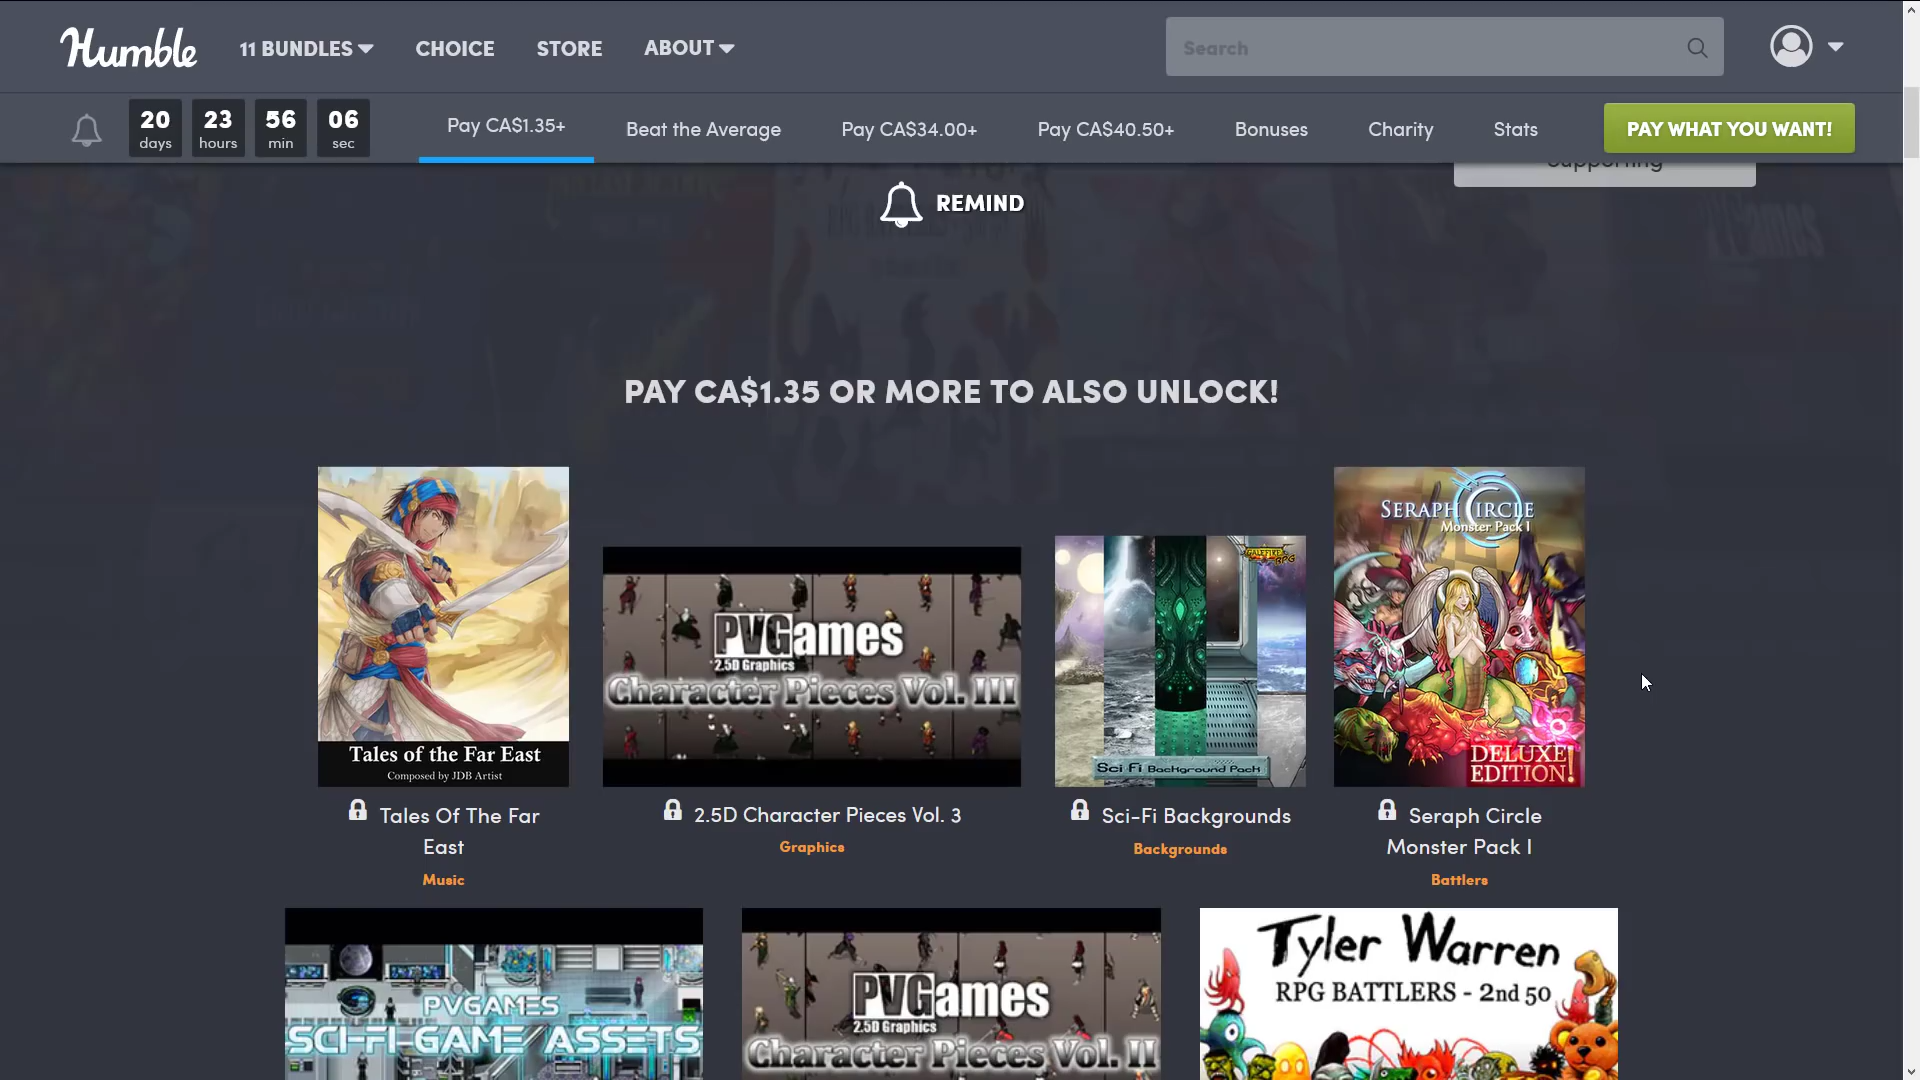 Humble
11 BUNDLES
CHOICE
STORE
ABOUT
Search
20
days
23
hours
56
min
06
sec
Pay CA$1.35+
Beat the Average
Pay CA$34.00+
Pay CA$40.50+
Bonuses
Charity
Stats
PAY WHAT YOU WANT!
Supporting
REMIND
PVGames
PAY CA$1.35 OR MORE TO ALSO UNLOCK!
Tales of the Far East
Composed by JDB Artist
PVGames
2.5D Graphics
Character Pieces Vol. III
GALEFIRE
RPG
Sci Fi Background Pack
SERAPH CIRCLE
Monster Pack I
DELUXE
EDITION!
Tales Of The Far
East
Music
2.5D Character Pieces Vol. 3
Graphics
Sci-Fi Backgrounds
Backgrounds
Seraph Circle
Monster Pack I
Battlers
PVGAMES
SCI-FI GAME ASSETS
PVGames
2.5D Graphics
Character Pieces Vol. II
Tyler Warren
RPG BATTLERS - 2nd 50